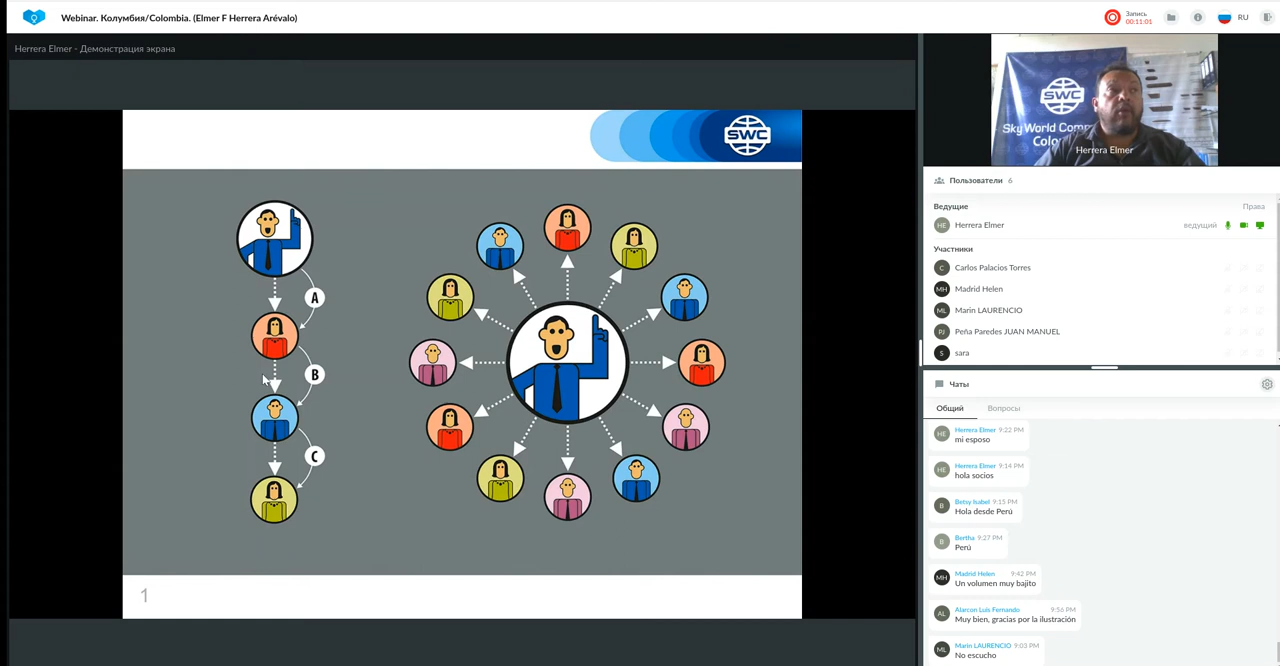 Webinar. Колумбия/Colombia. (Elmer F Herrera Arévalo)
Запись
00:11:01
RU
Herrera Elmer - Демонстрация экрана
SWC
A
B
C
1
SWC
Sky World Com
Colo
Herrera Elmer
Пользователи 6
Ведущие Права
HE Herrera Elmer ведущий
Участники
C Carlos Palacios Torres
MH Madrid Helen
ML Marin LAURENCIO
PJ Peña Paredes JUAN MANUEL
S sara
Чаты
Общий Вопросы
HE Herrera Elmer 9:22 PM
mi esposo
HE Herrera Elmer 9:14 PM
hola socios
B Betsy Isabel 9:15 PM
Hola desde Perú
B Bertha 9:27 PM
Perú
MH Madrid Helen 9:42 PM
Un volumen muy bajito
AL Alarcon Luis Fernando 9:56 PM
Muy bien, gracias por la ilustración
ML Marin LAURENCIO 9:03 PM
No escucho